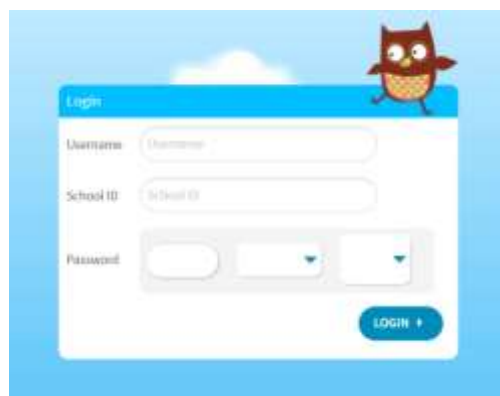 Login
Username
Username
School ID
School ID
Password
LOGIN